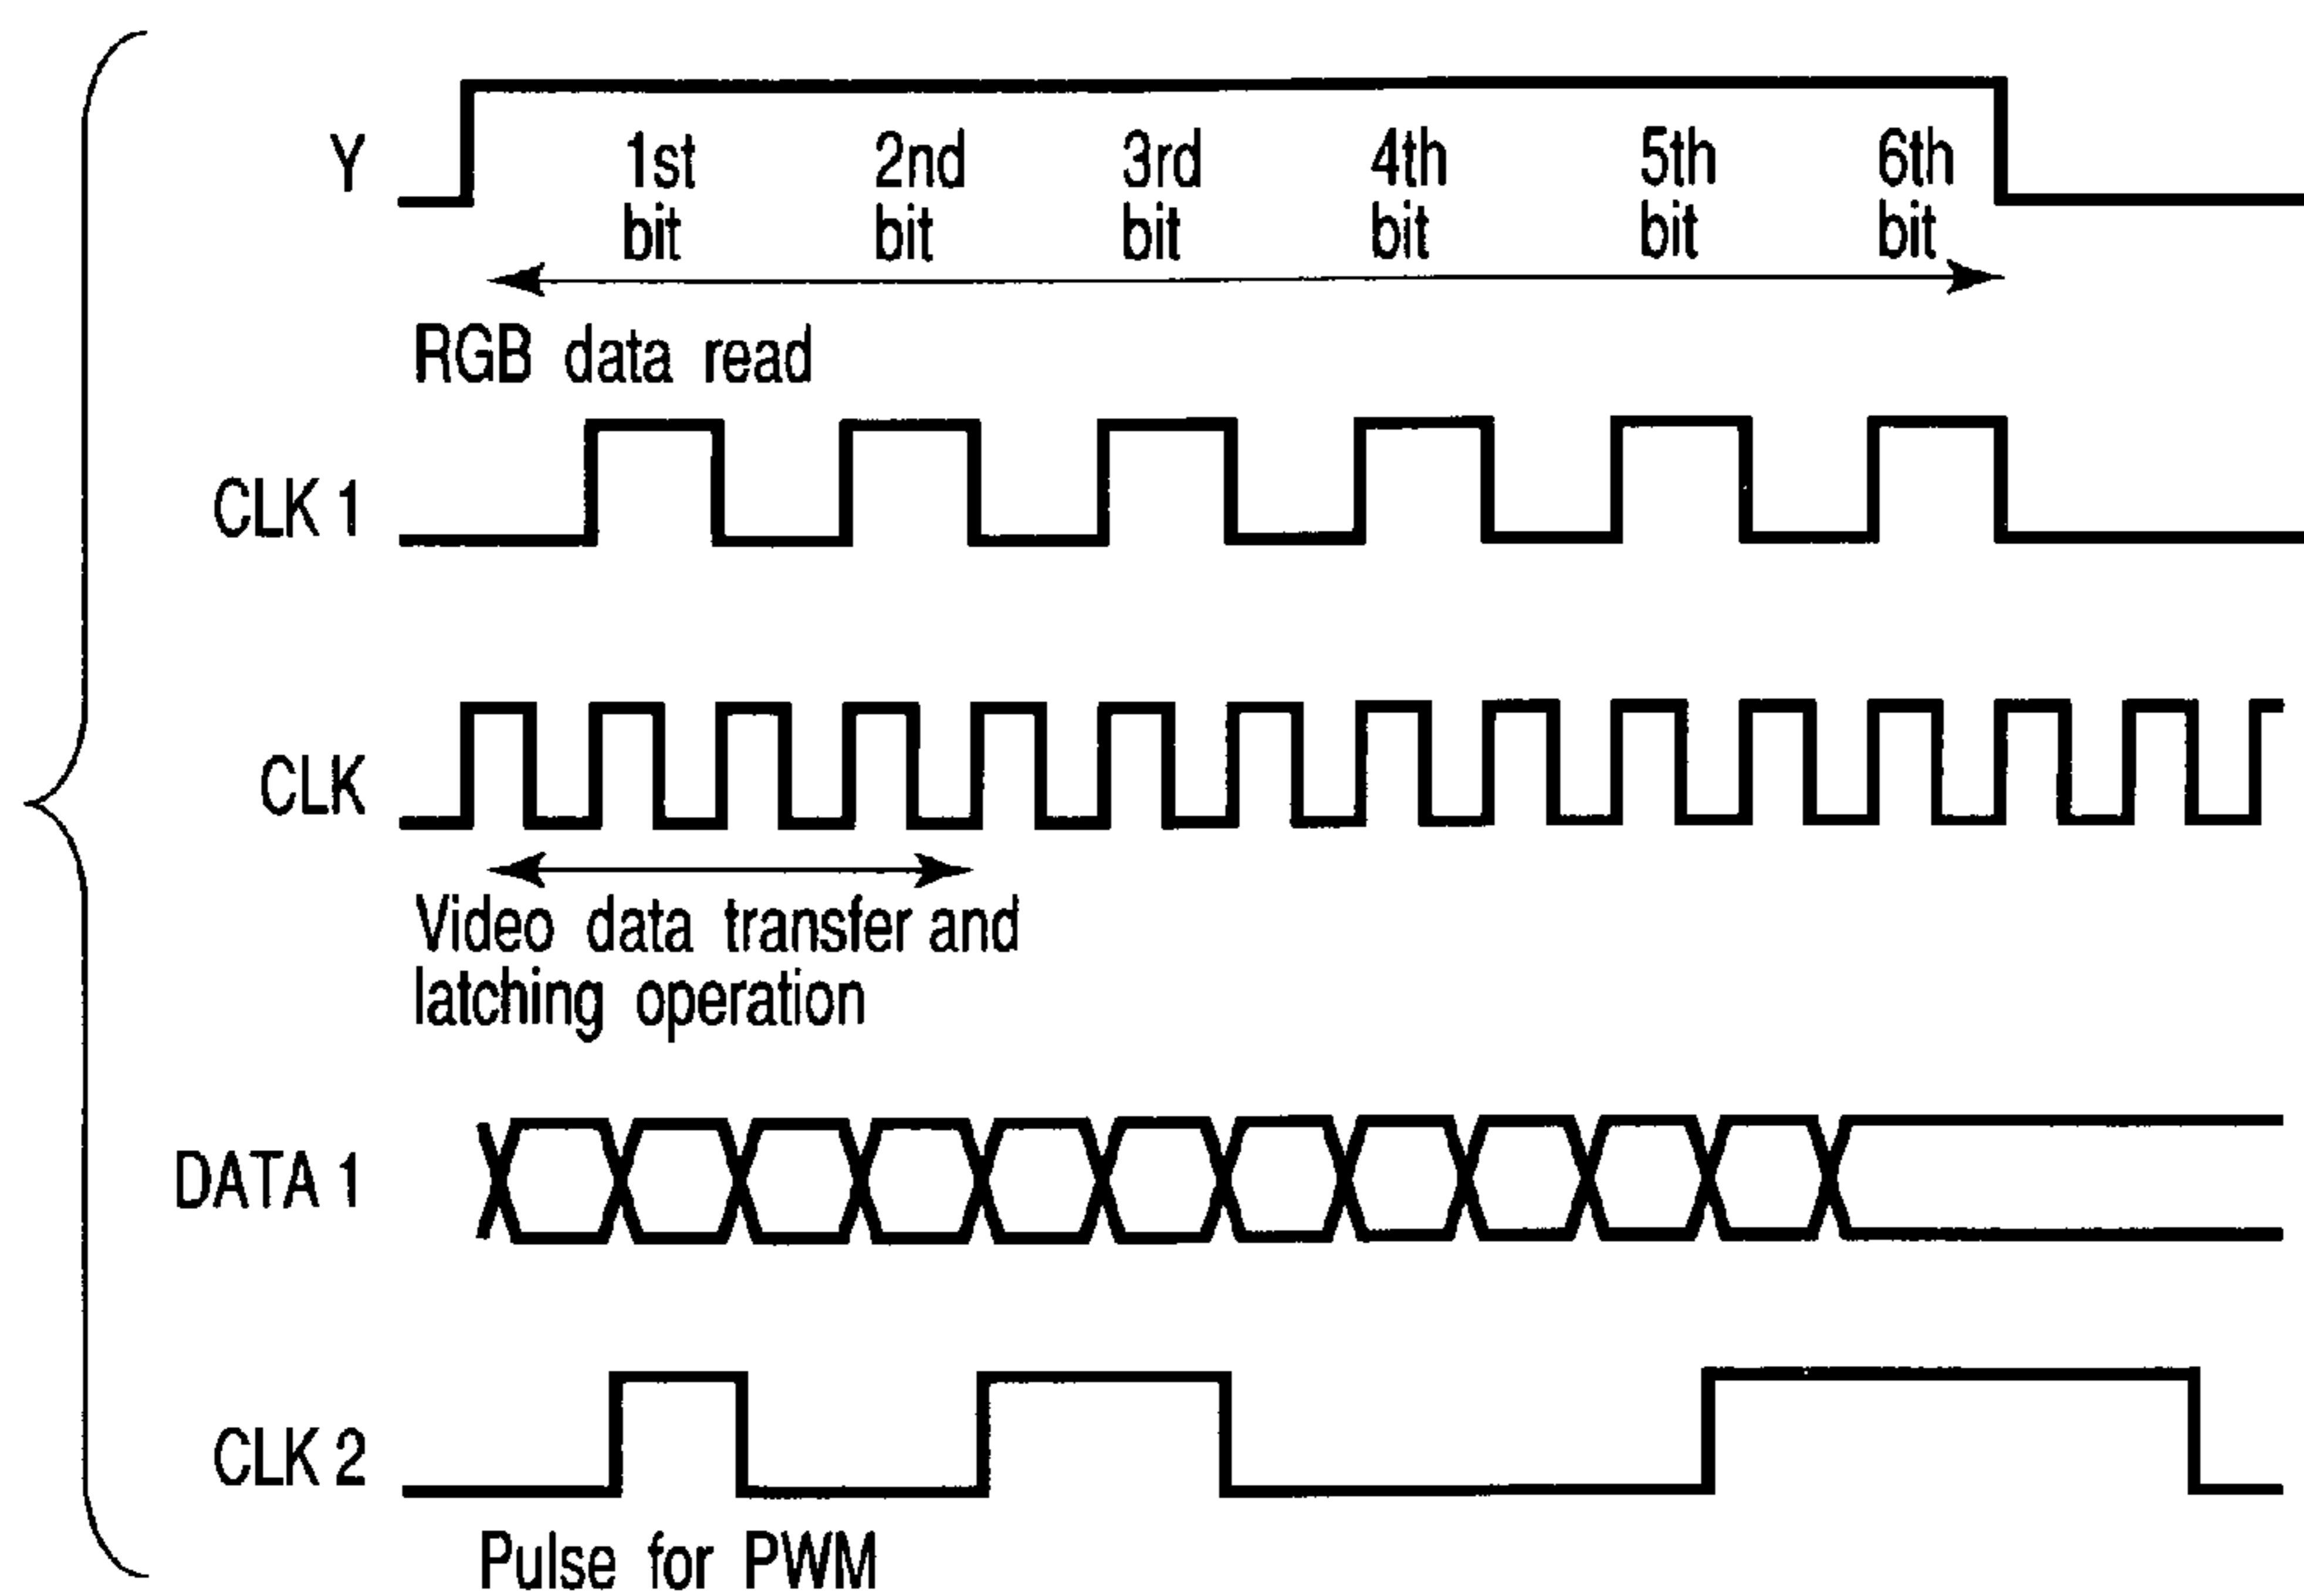 Y
1st bit
2nd bit
3rd bit
4th bit
5th bit
6th bit
RGB data read
CLK 1
CLK
Video data transfer and
latching operation
DATA 1
CLK 2
Pulse for PWM